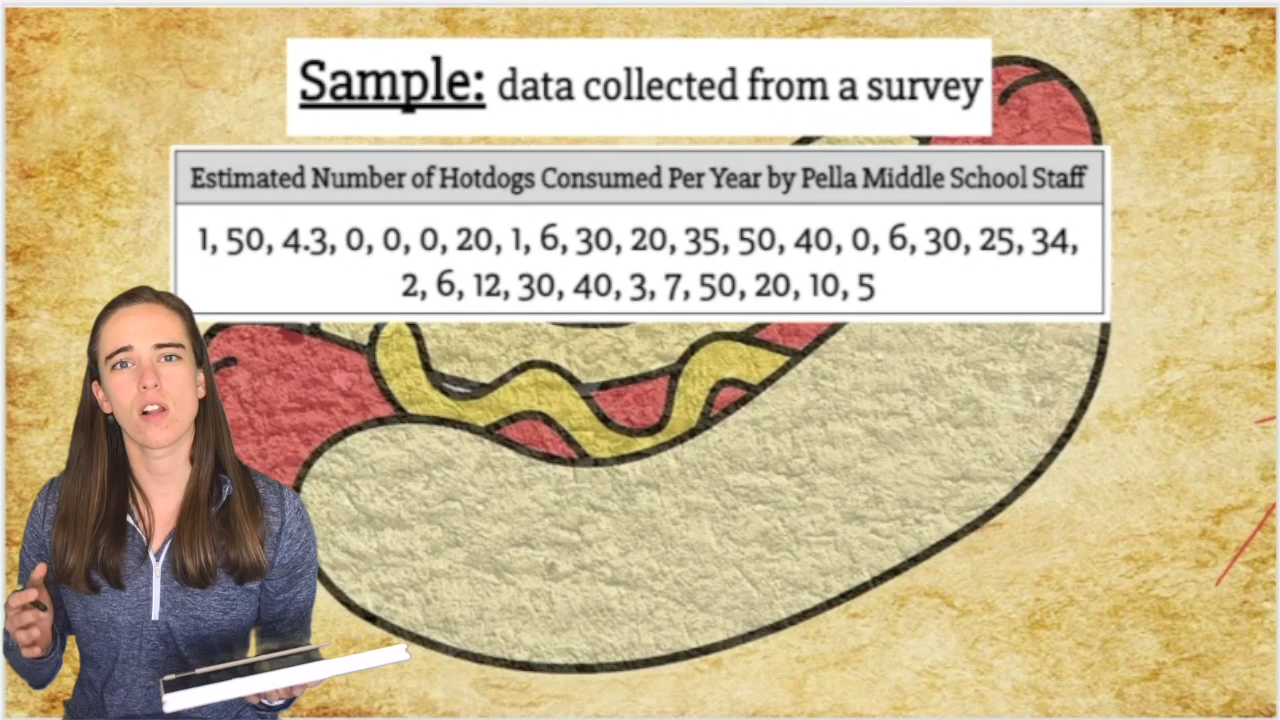 Sample: data collected from a survey
Estimated Number of Hotdogs Consumed Per Year by Pella Middle School Staff
1, 50, 4.3, 0, 0, 0, 20, 1, 6, 30, 20, 35, 50, 40, 0, 6, 30, 25, 34,
2, 6, 12, 30, 40, 3, 7, 50, 20, 10, 5